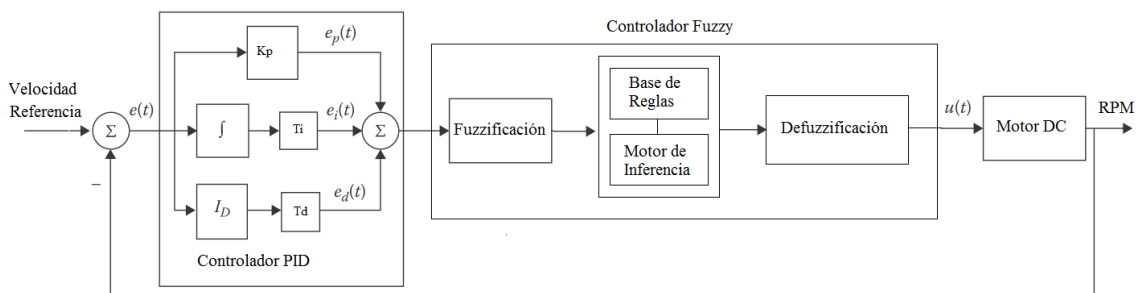 Controlador Fuzzy
Velocidad
Referencia
Σ
−
e(t)
Kp
e_p(t)
∫
Ti
e_i(t)
I_D
Td
e_d(t)
Σ
Controlador PID
Fuzzificación
Base de
Reglas
Motor de
Inferencia
Defuzzificación
u(t)
Motor DC
RPM